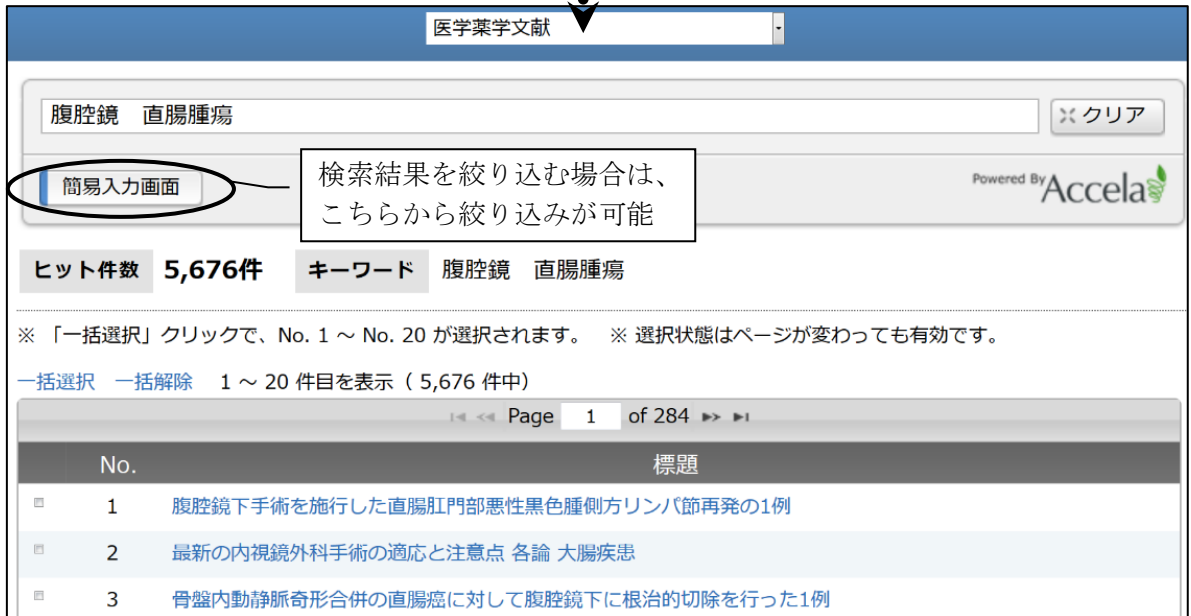 医学薬学文献
腹腔鏡　直腸腫瘍
クリア
簡易入力画面
検索結果を絞り込む場合は、
こちらから絞り込みが可能
Powered By Accela
ヒット件数 5,676件 キーワード 腹腔鏡　直腸腫瘍
※ 「一括選択」クリックで、No. 1 ～ No. 20 が選択されます。 ※ 選択状態はページが変わっても有効です。
一括選択 一括解除 1 ～ 20 件目を表示（ 5,676 件中）
Page 1 of 284
No. 標題
1 腹腔鏡下手術を施行した直腸肛門部悪性黒色腫側方リンパ節再発の1例
2 最新の内視鏡外科手術の適応と注意点 各論 大腸疾患
3 骨盤内動静脈奇形合併の直腸癌に対して腹腔鏡下に根治的切除を行った1例